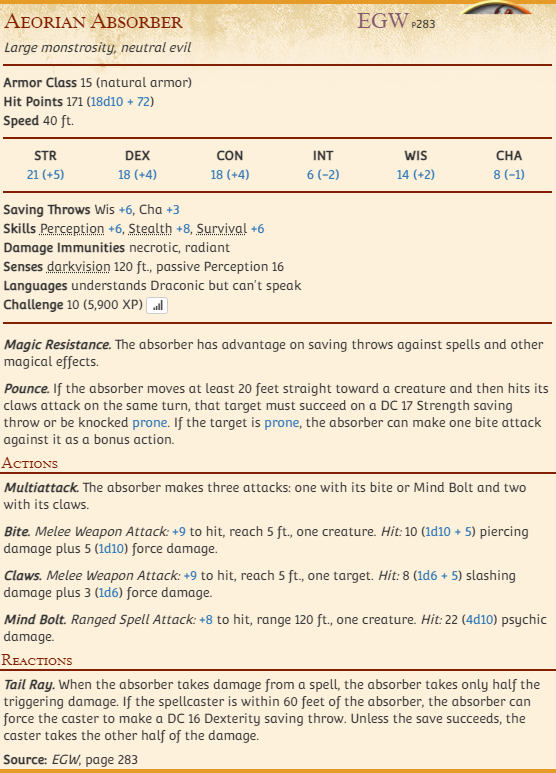 Aeorian Absorber EGW p283
Large monstrosity, neutral evil
Armor Class 15 (natural armor)
Hit Points 171 (18d10 + 72)
Speed 40 ft.
STR DEX CON INT WIS CHA
21 (+5) 18 (+4) 18 (+4) 6 (−2) 14 (+2) 8 (−1)
Saving Throws Wis +6, Cha +3
Skills Perception +6, Stealth +8, Survival +6
Damage Immunities necrotic, radiant
Senses darkvision 120 ft., passive Perception 16
Languages understands Draconic but can't speak
Challenge 10 (5,900 XP)
Magic Resistance. The absorber has advantage on saving throws against spells and other
magical effects.
Pounce. If the absorber moves at least 20 feet straight toward a creature and then hits its
claws attack on the same turn, that target must succeed on a DC 17 Strength saving
throw or be knocked prone. If the target is prone, the absorber can make one bite attack
against it as a bonus action.
Actions
Multiattack. The absorber makes three attacks: one with its bite or Mind Bolt and two
with its claws.
Bite. Melee Weapon Attack: +9 to hit, reach 5 ft., one creature. Hit: 10 (1d10 + 5) piercing
damage plus 5 (1d10) force damage.
Claws. Melee Weapon Attack: +9 to hit, reach 5 ft., one target. Hit: 8 (1d6 + 5) slashing
damage plus 3 (1d6) force damage.
Mind Bolt. Ranged Spell Attack: +8 to hit, range 120 ft., one creature. Hit: 22 (4d10) psychic
damage.
Reactions
Tail Ray. When the absorber takes damage from a spell, the absorber takes only half the
triggering damage. If the spellcaster is within 60 feet of the absorber, the absorber can
force the caster to make a DC 16 Dexterity saving throw. Unless the save succeeds, the
caster takes the other half of the damage.
Source: EGW, page 283